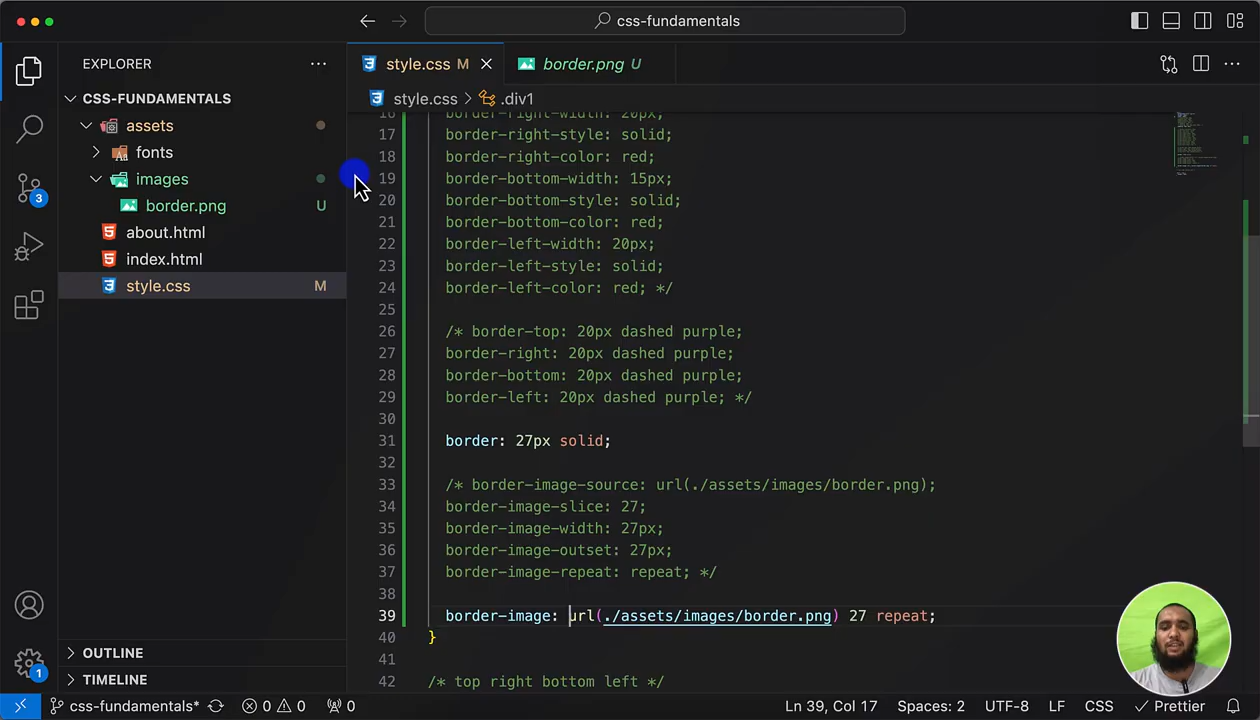 css-fundamentals
EXPLORER
style.css M
border.png U
CSS-FUNDAMENTALS
style.css > .div1
assets
fonts
images
border.png U
about.html
index.html
style.css M
3
16 border-right-width: 20px;
17 border-right-style: solid;
18 border-right-color: red;
19 border-bottom-width: 15px;
20 border-bottom-style: solid;
21 border-bottom-color: red;
22 border-left-width: 20px;
23 border-left-style: solid;
24 border-left-color: red; */
25
26 /* border-top: 20px dashed purple;
27 border-right: 20px dashed purple;
28 border-bottom: 20px dashed purple;
29 border-left: 20px dashed purple; */
30
31 border: 27px solid;
32
33 /* border-image-source: url(./assets/images/border.png);
34 border-image-slice: 27;
35 border-image-width: 27px;
36 border-image-outset: 27px;
37 border-image-repeat: repeat; */
38
39 border-image: url(./assets/images/border.png) 27 repeat;
40 }
41
42 /* top right bottom left */
OUTLINE
TIMELINE
1
css-fundamentals* 0 0 0 Ln 39, Col 17 Spaces: 2 UTF-8 LF CSS Prettier